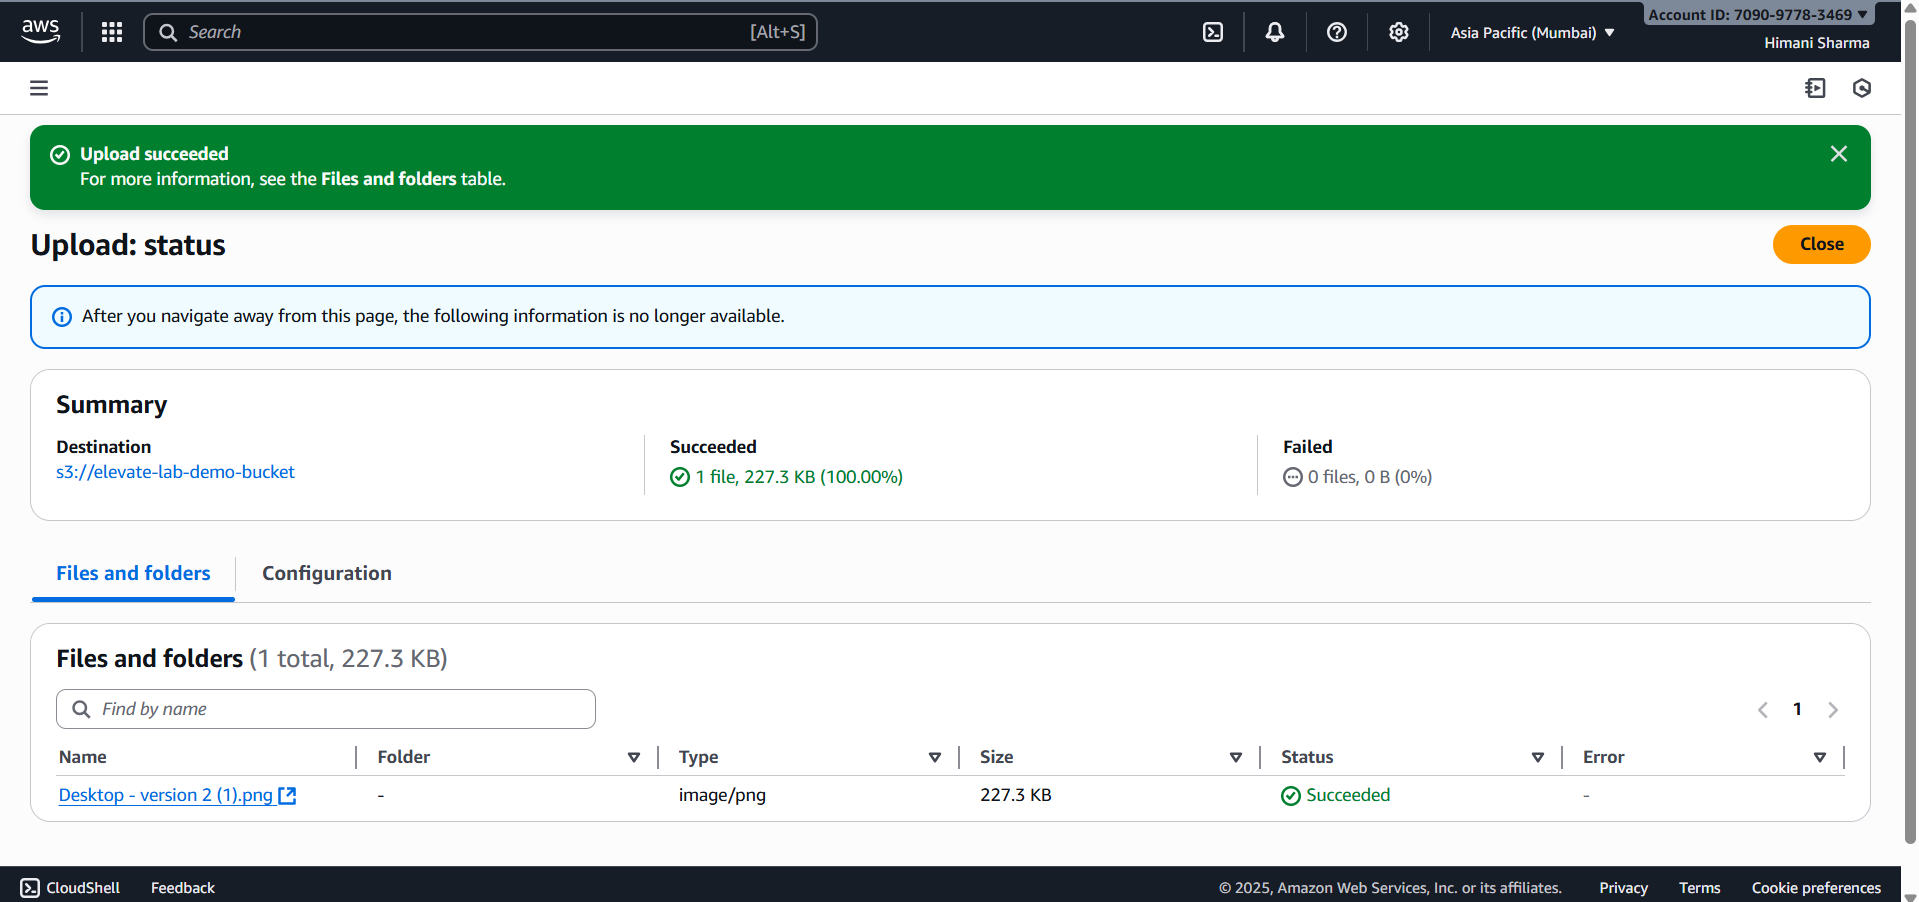 aws
Search [Alt+S]
Asia Pacific (Mumbai) ▼
Account ID: 7090-9778-3469 ▼
Himani Sharma
Upload succeeded
For more information, see the Files and folders table.
Upload: status
Close
After you navigate away from this page, the following information is no longer available.
Summary
Destination
s3://elevate-lab-demo-bucket
Succeeded
1 file, 227.3 KB (100.00%)
Failed
0 files, 0 B (0%)
Files and folders
Configuration
Files and folders (1 total, 227.3 KB)
Find by name
1
Name Folder Type Size Status Error
Desktop - version 2 (1).png - image/png 227.3 KB Succeeded -
CloudShell Feedback © 2025, Amazon Web Services, Inc. or its affiliates. Privacy Terms Cookie preferences